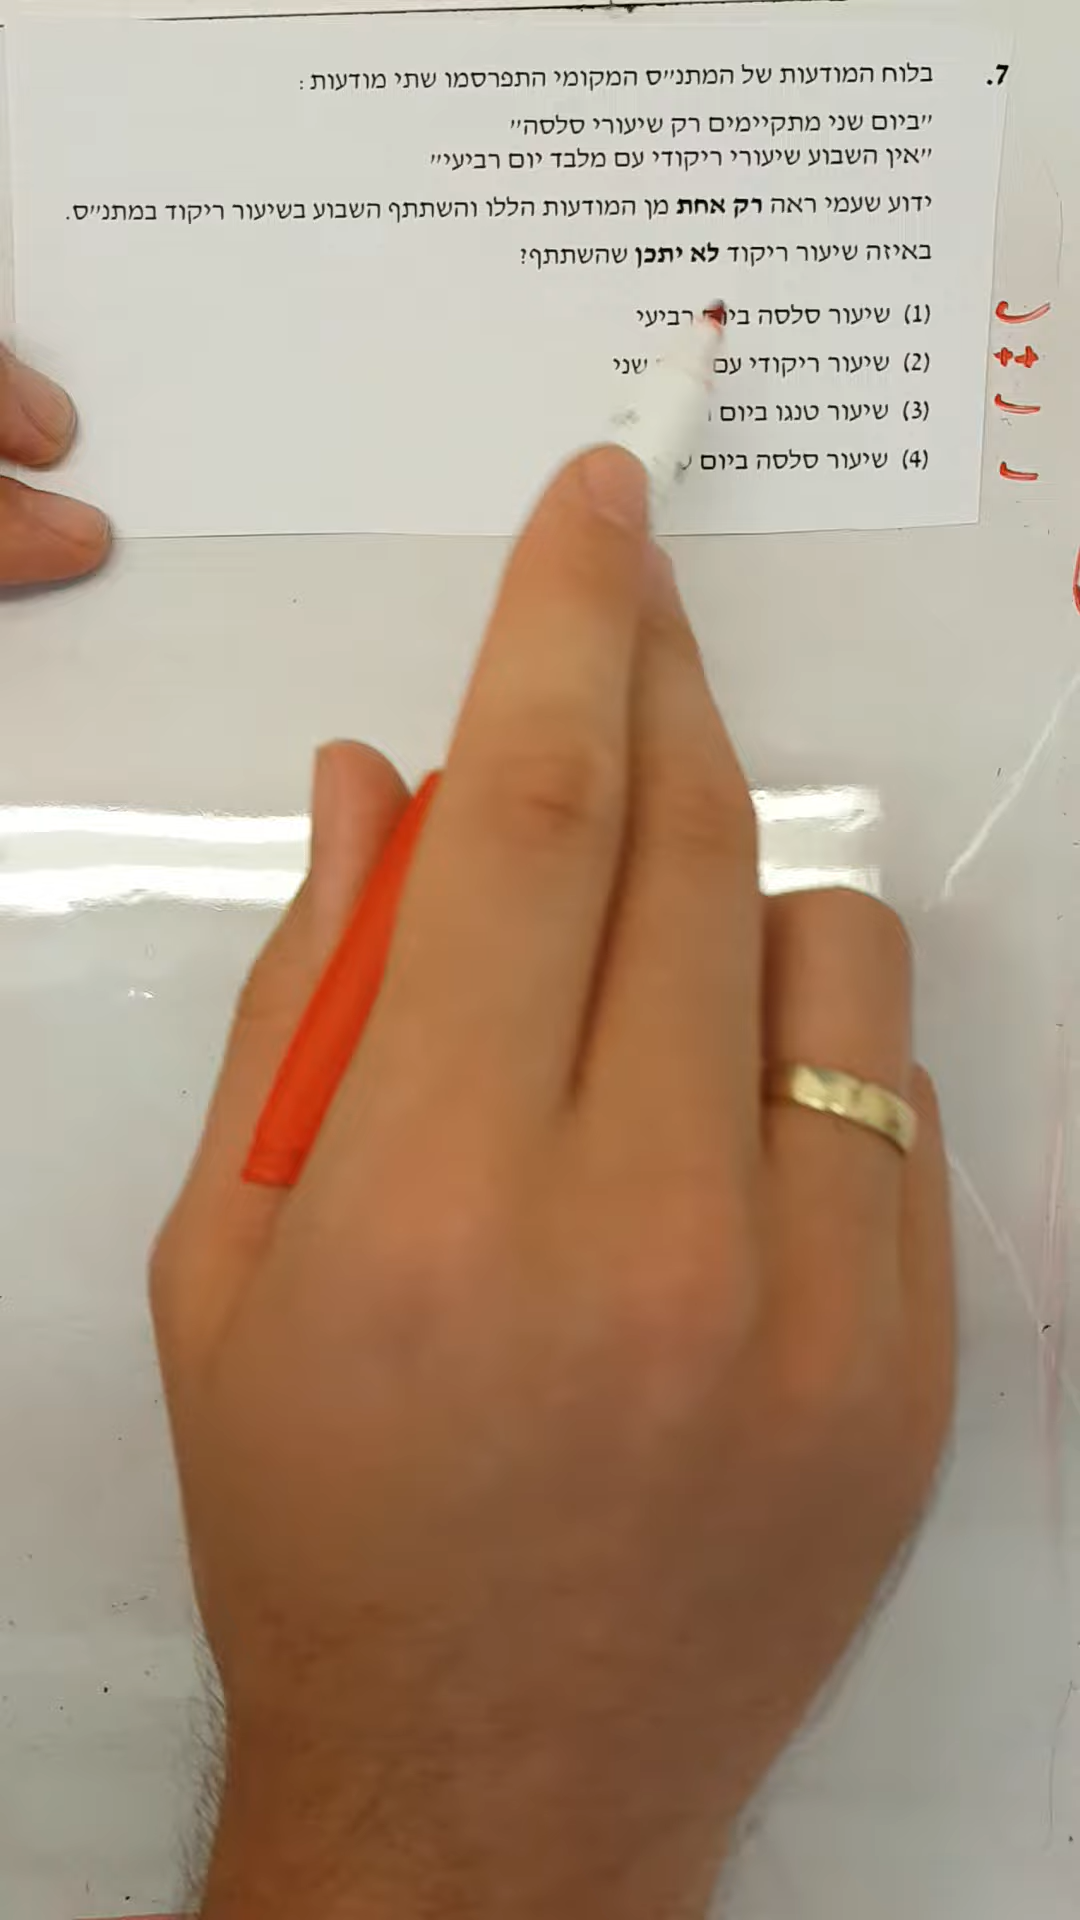 7. בלוח המודעות של המתנ״ס המקומי התפרסמו שתי מודעות:
״ביום שני מתקיימים רק שיעורי סלסה״
״אין השבוע שיעורי ריקודי עם מלבד יום רביעי״
ידוע שעמי ראה רק אחת מן המודעות הללו והשתתף השבוע בשיעור ריקוד במתנ״ס.
באיזה שיעור ריקוד לא יתכן שהשתתף?
(1) שיעור סלסה ביום רביעי
(2) שיעור ריקודי עם שני
(3) שיעור טנגו ביום
(4) שיעור סלסה ביום